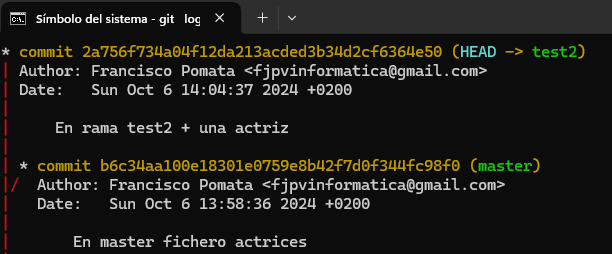 Símbolo del sistema - git log
* commit 2a756f734a04f12da213acded3b34d2cf6364e50 (HEAD -> test2)
| Author: Francisco Pomata <fjpvinformatica@gmail.com>
| Date:   Sun Oct 6 14:04:37 2024 +0200
|
|     En rama test2 + una actriz
|
| * commit b6c34aa100e18301e0759e8b42f7d0f344fc98f0 (master)
|/  Author: Francisco Pomata <fjpvinformatica@gmail.com>
|   Date:   Sun Oct 6 13:58:36 2024 +0200
|
|       En master fichero actrices